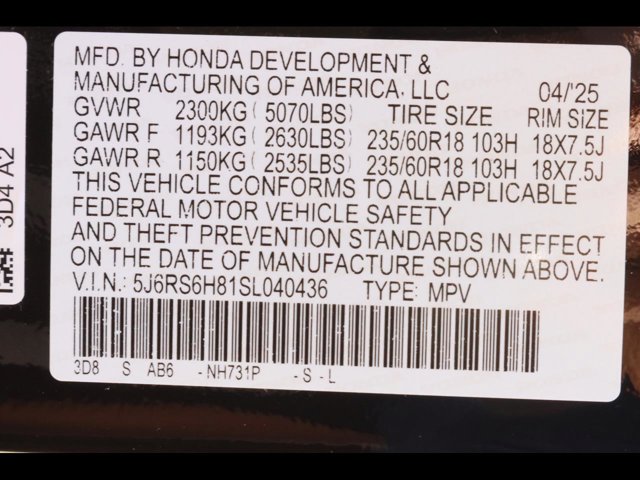 MFD. BY HONDA DEVELOPMENT &
MANUFACTURING OF AMERICA, LLC 04/'25
GVWR 2300KG ( 5070LBS) TIRE SIZE RIM SIZE
GAWR F 1193KG ( 2630LBS) 235/60R18 103H 18X7.5J
GAWR R 1150KG ( 2535LBS) 235/60R18 103H 18X7.5J
THIS VEHICLE CONFORMS TO ALL APPLICABLE
FEDERAL MOTOR VEHICLE SAFETY
AND THEFT PREVENTION STANDARDS IN EFFECT
ON THE DATE OF MANUFACTURE SHOWN ABOVE.
V.I.N.: 5J6RS6H81SL040436 TYPE: MPV
3D8 S AB6 -NH731P -S-L
3D4 A2